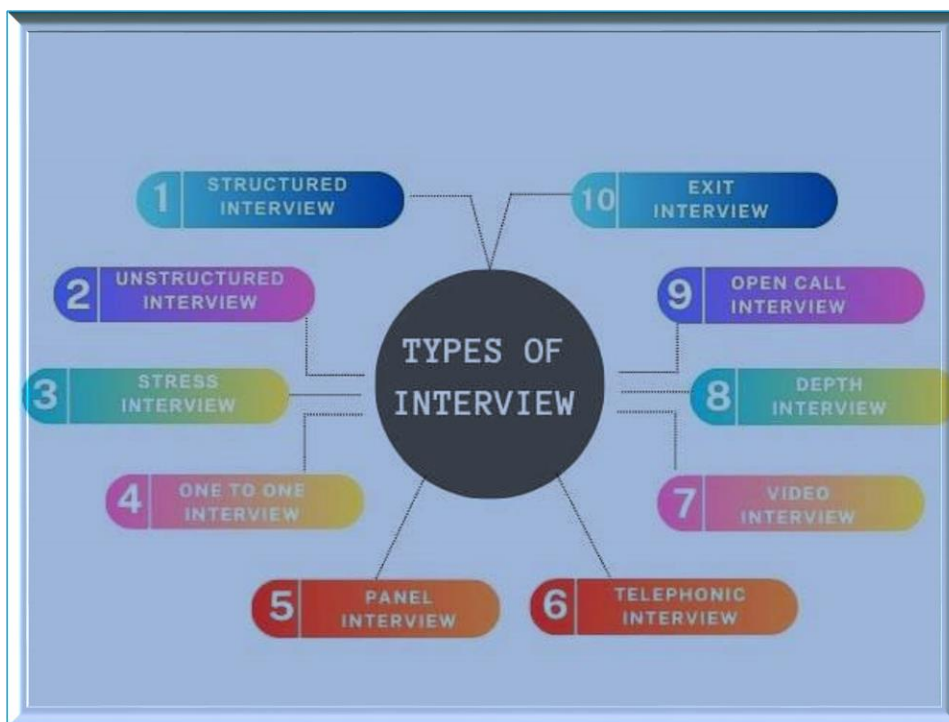 TYPES OF
INTERVIEW
1
STRUCTURED
INTERVIEW
2
UNSTRUCTURED
INTERVIEW
3
STRESS
INTERVIEW
4
ONE TO ONE
INTERVIEW
5
PANEL
INTERVIEW
6
TELEPHONIC
INTERVIEW
7
VIDEO
INTERVIEW
8
DEPTH
INTERVIEW
9
OPEN CALL
INTERVIEW
10
EXIT
INTERVIEW